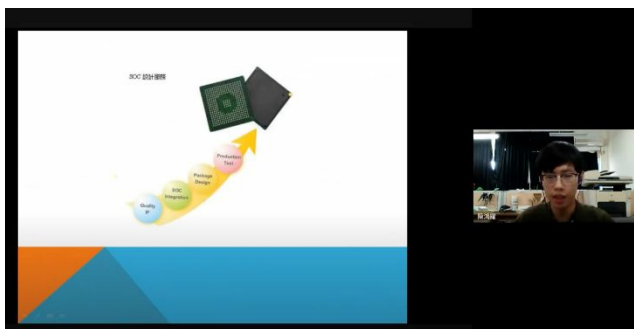 SOC 設計服務
Production
Test
Package
Design
SOC
Integration
Quality
IP